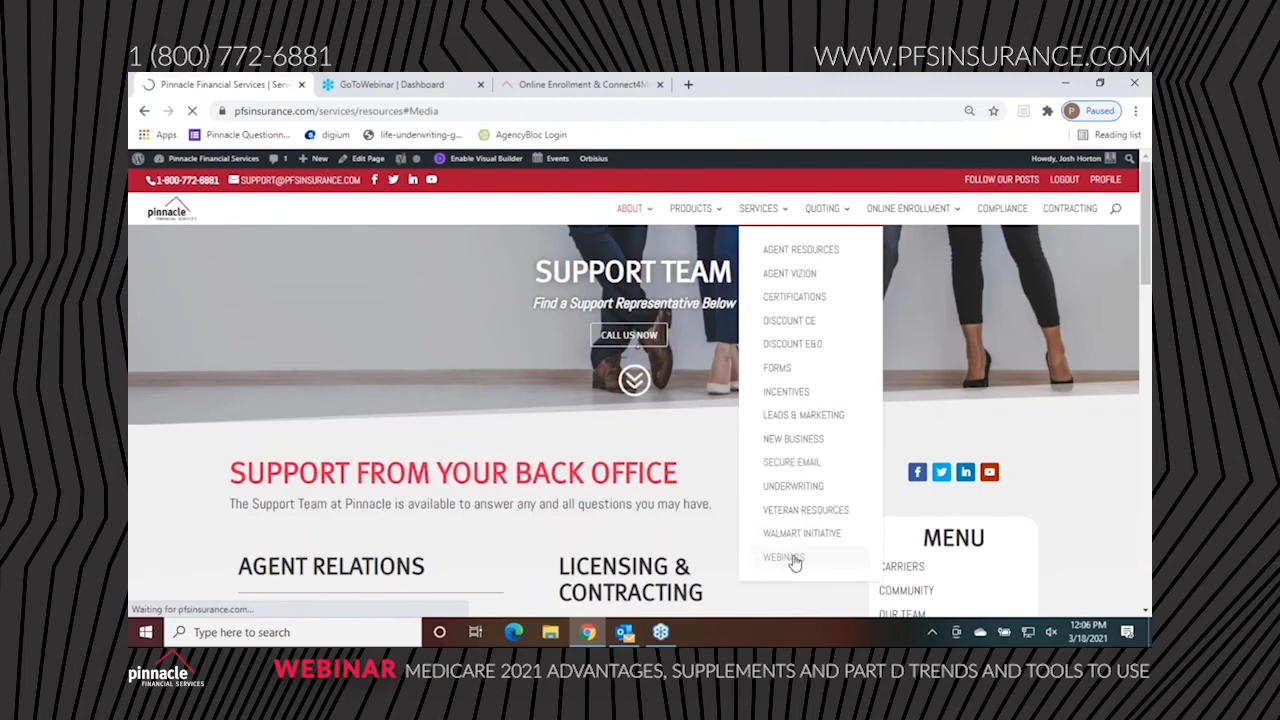 1 (800) 772-6881
WWW.PFSINSURANCE.COM
Pinnacle Financial Services | Serv
GoToWebinar | Dashboard
Online Enrollment & Connect4M
pfsinsurance.com/services/resources#Media
P Paused
Apps
Pinnacle Questionn...
digium
life-underwriting-g...
AgencyBloc Login
Reading list
Pinnacle Financial Services
1
New
Edit Page
Enable Visual Builder
Events
Orbisius
Howdy, Josh Horton
1-800-772-6881
SUPPORT@PFSINSURANCE.COM
FOLLOW OUR POSTS
LOGOUT
PROFILE
pinnacle
FINANCIAL SERVICES
ABOUT
PRODUCTS
SERVICES
QUOTING
ONLINE ENROLLMENT
COMPLIANCE
CONTRACTING
AGENT RESOURCES
AGENT VIZION
CERTIFICATIONS
DISCOUNT CE
DISCOUNT E&O
FORMS
INCENTIVES
LEADS & MARKETING
NEW BUSINESS
SECURE EMAIL
UNDERWRITING
VETERAN RESOURCES
WALMART INITIATIVE
WEBINARS
SUPPORT TEAM
Find a Support Representative Below
CALL US NOW
SUPPORT FROM YOUR BACK OFFICE
The Support Team at Pinnacle is available to answer any and all questions you may have.
AGENT RELATIONS
LICENSING &
CONTRACTING
MENU
CARRIERS
COMMUNITY
OUR TEAM
Waiting for pfsinsurance.com...
Type here to search
12:06 PM
3/18/2021
pinnacle
FINANCIAL SERVICES
WEBINAR MEDICARE 2021 ADVANTAGES, SUPPLEMENTS AND PART D TRENDS AND TOOLS TO USE